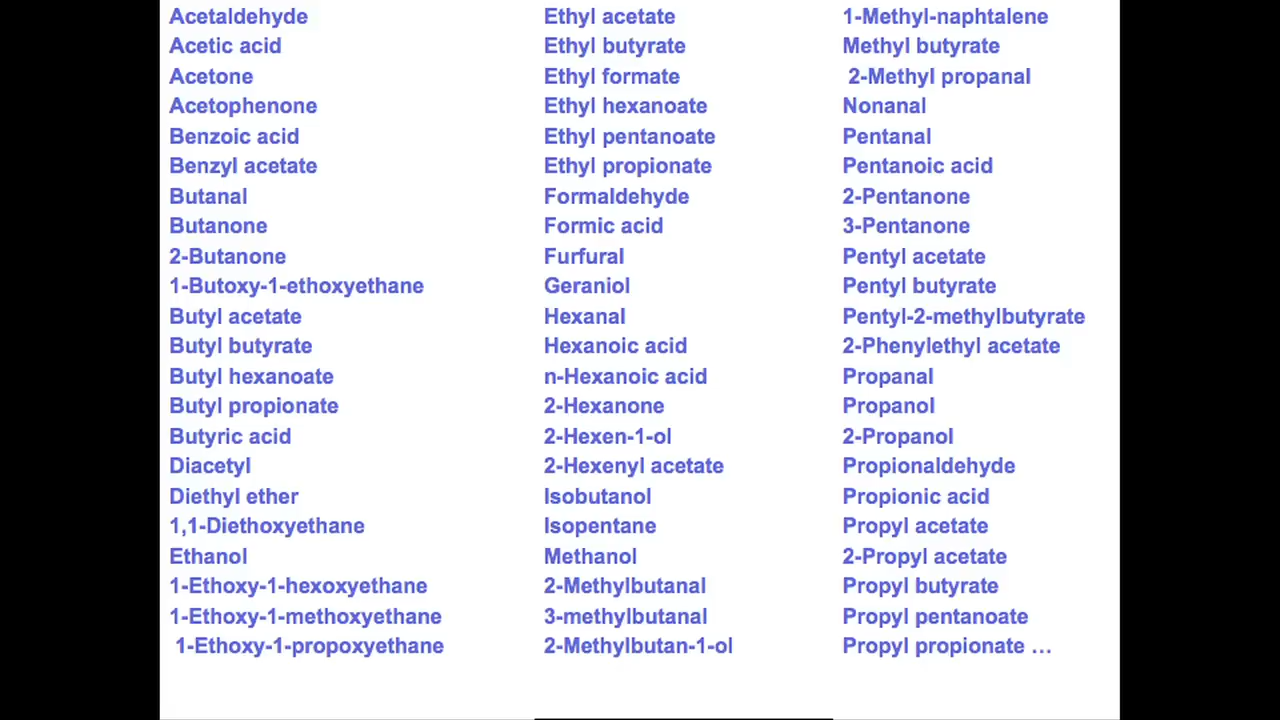 Acetaldehyde
Acetic acid
Acetone
Acetophenone
Benzoic acid
Benzyl acetate
Butanal
Butanone
2-Butanone
1-Butoxy-1-ethoxyethane
Butyl acetate
Butyl butyrate
Butyl hexanoate
Butyl propionate
Butyric acid
Diacetyl
Diethyl ether
1,1-Diethoxyethane
Ethanol
1-Ethoxy-1-hexoxyethane
1-Ethoxy-1-methoxyethane
1-Ethoxy-1-propoxyethane
Ethyl acetate
Ethyl butyrate
Ethyl formate
Ethyl hexanoate
Ethyl pentanoate
Ethyl propionate
Formaldehyde
Formic acid
Furfural
Geraniol
Hexanal
Hexanoic acid
n-Hexanoic acid
2-Hexanone
2-Hexen-1-ol
2-Hexenyl acetate
Isobutanol
Isopentane
Methanol
2-Methylbutanal
3-methylbutanal
2-Methylbutan-1-ol
1-Methyl-naphtalene
Methyl butyrate
2-Methyl propanal
Nonanal
Pentanal
Pentanoic acid
2-Pentanone
3-Pentanone
Pentyl acetate
Pentyl butyrate
Pentyl-2-methylbutyrate
2-Phenylethyl acetate
Propanal
Propanol
2-Propanol
Propionaldehyde
Propionic acid
Propyl acetate
2-Propyl acetate
Propyl butyrate
Propyl pentanoate
Propyl propionate …